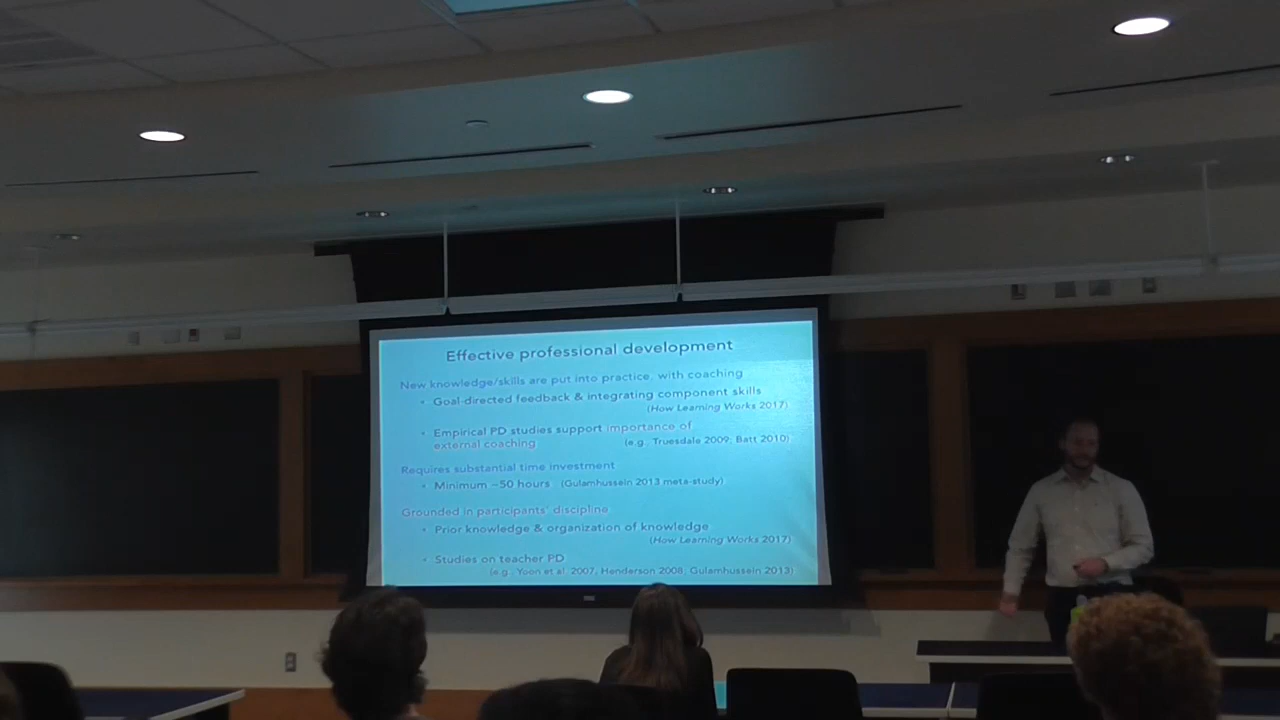 Effective professional development
New knowledge/skills are put into practice, with coaching
• Goal-directed feedback & integrating component skills
(How Learning Works 2017)
• Empirical PD studies support importance of
external coaching (e.g., Truesdale 2009; Batt 2010)
Requires substantial time investment
• Minimum ~50 hours (Gulamhussein 2013 meta-study)
Grounded in participants' discipline
• Prior knowledge & organization of knowledge
(How Learning Works 2017)
• Studies on teacher PD
(e.g., Yoon et al. 2007, Henderson 2008, Gulamhussein 2013)